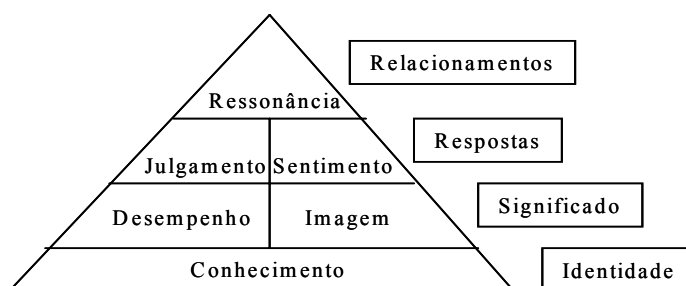 Relacionamentos
Ressonância
Respostas
Julgamento Sentimento
Significado
Desempenho Imagem
Conhecimento
Identidade